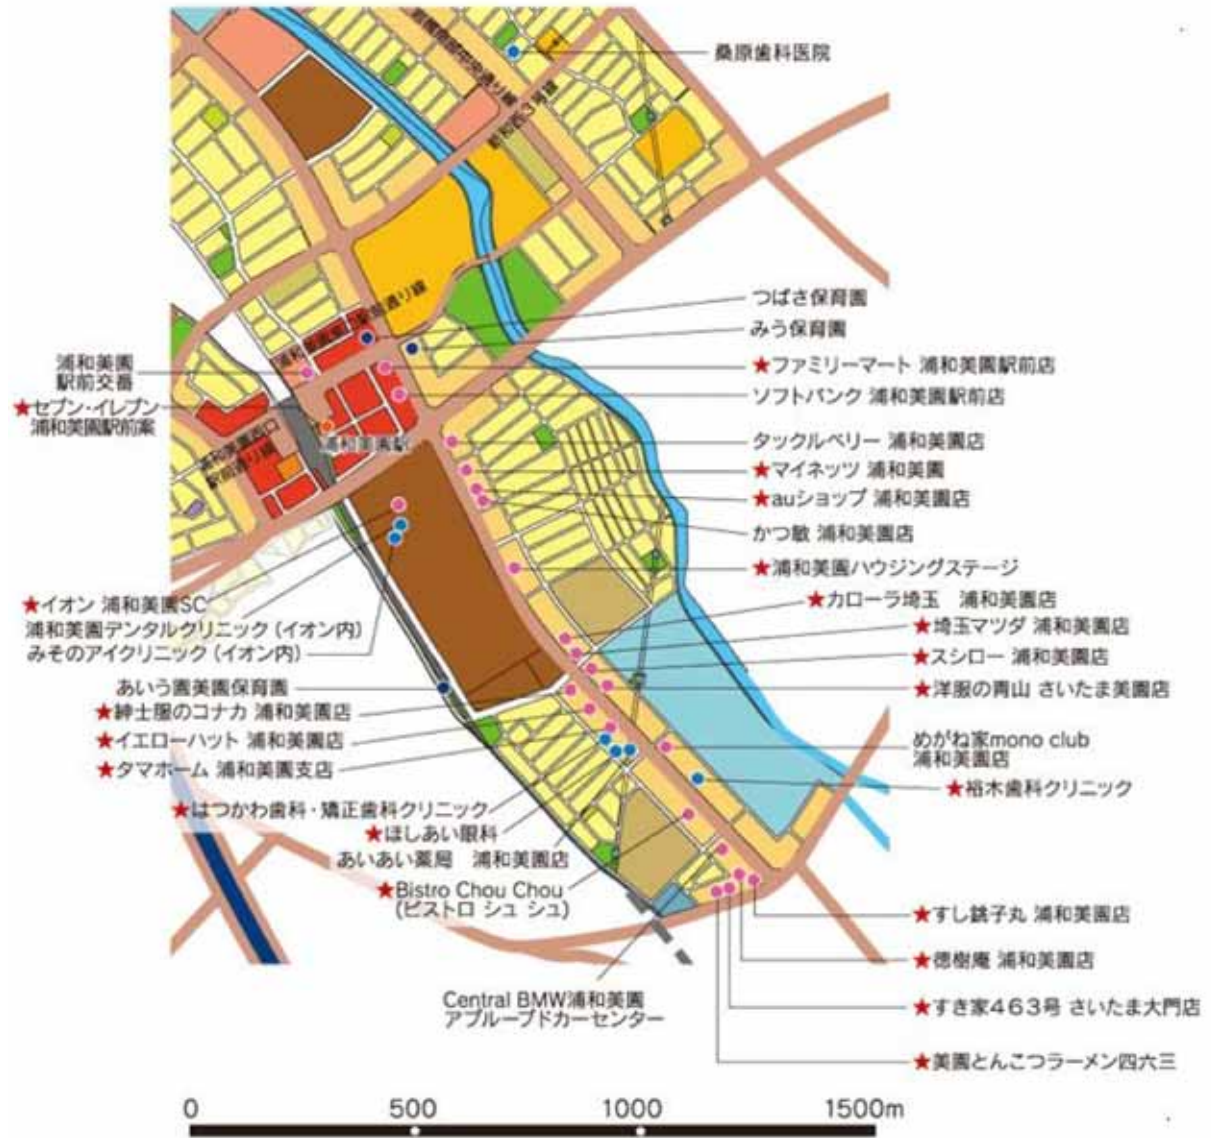 桑原歯科医院
つばさ保育園
みう保育園
浦和美園
駅前交番
★ファミリーマート 浦和美園駅前店
★セブン・イレブン
浦和美園駅前案
ソフトバンク 浦和美園駅前店
浦和美園駅
浦和美園西口
駅前通り線
タックルベリー 浦和美園店
★マイネッツ 浦和美園
★auショップ 浦和美園店
かつ敏 浦和美園店
★浦和美園ハウジングステージ
★イオン 浦和美園SC
★カローラ埼玉 浦和美園店
浦和美園デンタルクリニック(イオン内)
★埼玉マツダ 浦和美園店
みそのアイクリニック(イオン内)
★スシロー 浦和美園店
あいう園美園保育園
★洋服の青山 さいたま美園店
★紳士服のコナカ 浦和美園店
★イエローハット 浦和美園店
めがね家mono club
浦和美園店
★タマホーム 浦和美園支店
★裕木歯科クリニック
★はつかわ歯科・矯正歯科クリニック
★ほしあい眼科
あいあい薬局 浦和美園店
★Bistro Chou Chou
(ビストロ シュ シュ)
★すし銚子丸 浦和美園店
★徳樹庵 浦和美園店
Central BMW浦和美園
アプルーブドカーセンター
★すき家463号 さいたま大門店
★美園とんこつラーメン四六三
0 500 1000 1500m